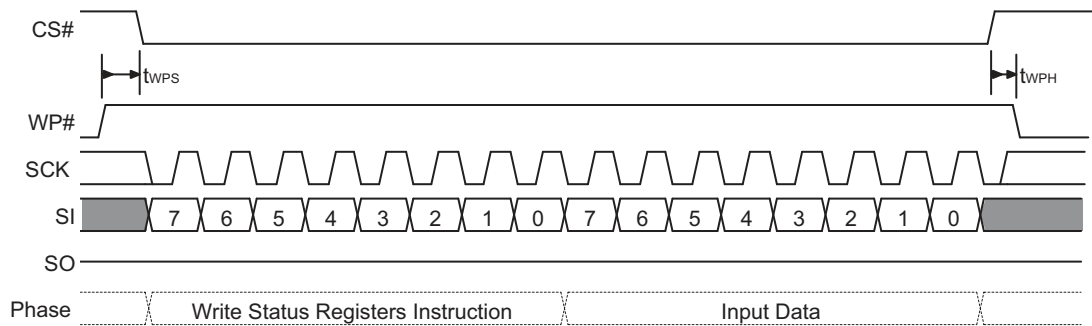 CS#
tWPS
tWPH
WP#
SCK
SI 7 6 5 4 3 2 1 0 7 6 5 4 3 2 1 0
SO
Phase Write Status Registers Instruction Input Data